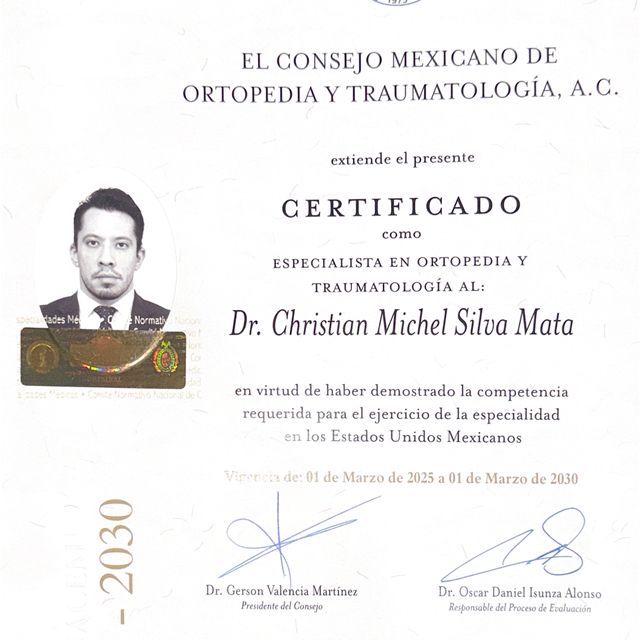 1975
EL CONSEJO MEXICANO DE
ORTOPEDIA Y TRAUMATOLOGÍA, A.C.
extiende el presente
CERTIFICADO
como
ESPECIALISTA EN ORTOPEDIA Y
TRAUMATOLOGÍA AL:
Dr. Christian Michel Silva Mata
en virtud de haber demostrado la competencia
requerida para el ejercicio de la especialidad
en los Estados Unidos Mexicanos
Vigencia de: 01 de Marzo de 2025 a 01 de Marzo de 2030
Dr. Gerson Valencia Martínez
Presidente del Consejo
Dr. Oscar Daniel Isunza Alonso
Responsable del Proceso de Evaluación
- 2030